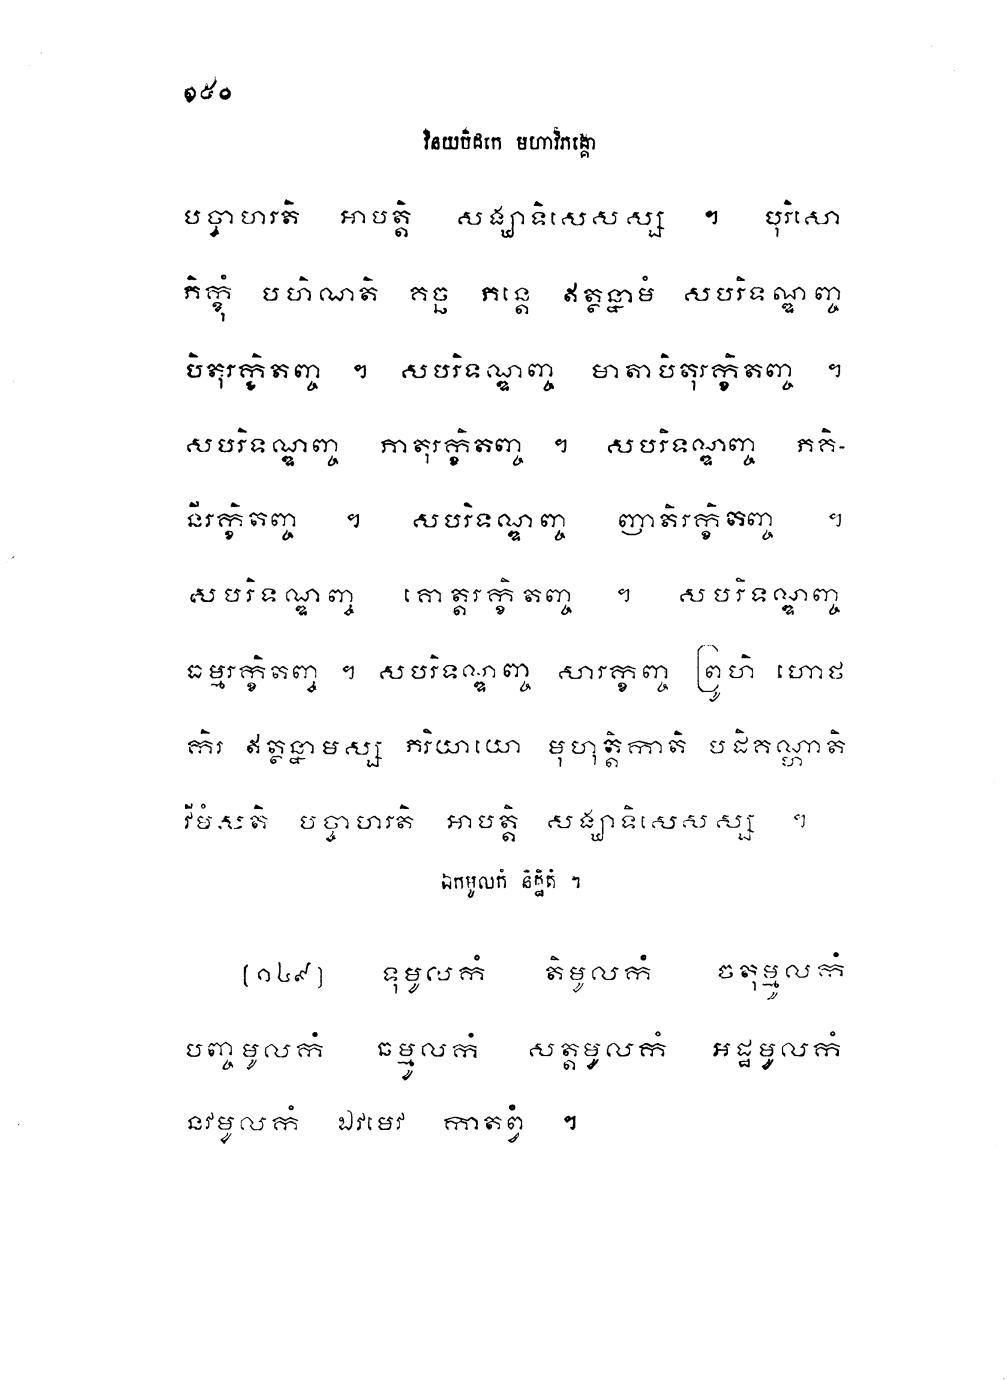 ១៥០
វិនយបិដកេ មហាវិភង្គោ
បច្ចាហរតិ អាបត្តិ សង្ឃាទិសេសស្ស ។ បុរិសោ
ភិក្ខុំ បហិណតិ គច្ឆ ភន្តេ ឥត្ថន្នាមំ សបរិទណ្ឌញ្ច
បិតុរក្ខិតញ្ច ។ សបរិទណ្ឌញ្ច មាតាបិតុរក្ខិតញ្ច ។
សបរិទណ្ឌញ្ច ភាតុរក្ខិតញ្ច ។ សបរិទណ្ឌញ្ច ភគិ-
នីរក្ខិតញ្ច ។ សបរិទណ្ឌញ្ច ញាតិរក្ខិតញ្ច ។
សបរិទណ្ឌញ្ច គោត្តរក្ខិតញ្ច ។ សបរិទណ្ឌញ្ច
ធម្មរក្ខិតញ្ច ។ សបរិទណ្ឌញ្ច សារក្ខញ្ច ព្រូហិ ហោថ
កិរ ឥត្ថន្នាមស្ស ភរិយាយោ មុហុត្តិកាតិ បដិគណ្ហាតិ
វីមំសតិ បច្ចាហរតិ អាបត្តិ សង្ឃាទិសេសស្ស ។
ឯកមូលកំ និដ្ឋិតំ ។
(១៤៩) ទុមូលកំ តិមូលកំ ចតុម្មូលកំ
បញ្ចមូលកំ ឆម្មូលកំ សត្តមូលកំ អដ្ឋមូលកំ
នវមូលកំ ឯវមេវ កាតព្វំ ។